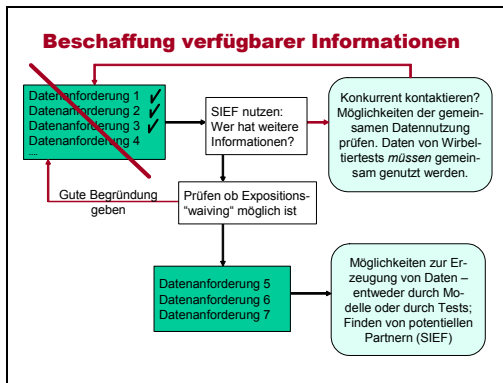 Beschaffung verfügbarer Informationen
Datenanforderung 1 ✓
Datenanforderung 2 ✓
Datenanforderung 3 ✓
Datenanforderung 4
....
SIEF nutzen:
Wer hat weitere
Informationen?
Konkurrent kontaktieren?
Möglichkeiten der gemein-
samen Datennutzung
prüfen. Daten von Wirbel-
tiertests müssen gemein-
sam genutzt werden.
Gute Begründung
geben
Prüfen ob Expositions-
“waiving“ möglich ist
Datenanforderung 5
Datenanforderung 6
Datenanforderung 7
Möglichkeiten zur Er-
zeugung von Daten –
entweder durch Mo-
delle oder durch Tests;
Finden von potentiellen
Partnern (SIEF)